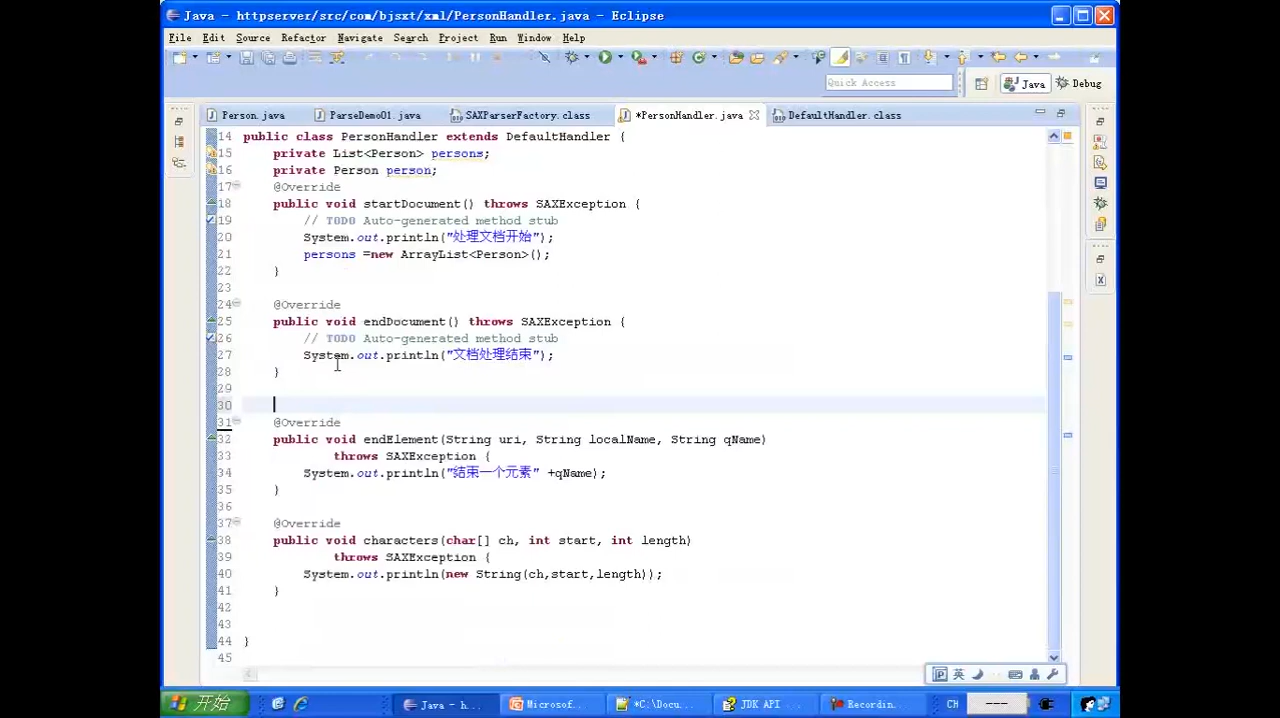 Java - httpserver/src/com/bjsxt/xml/PersonHandler.java - Eclipse
File Edit Source Refactor Navigate Search Project Run Window Help
Quick Access
Java
Debug
Person.java
ParseDemo01.java
SAXParserFactory.class
*PersonHandler.java
DefaultHandler.class
14 public class PersonHandler extends DefaultHandler {
15 private List<Person> persons;
16 private Person person;
17 @Override
18 public void startDocument() throws SAXException {
19 // TODO Auto-generated method stub
20 System.out.println("处理文档开始");
21 persons =new ArrayList<Person>();
22 }
23
24 @Override
25 public void endDocument() throws SAXException {
26 // TODO Auto-generated method stub
27 System.out.println("文档处理结束");
28 }
29
30
31 @Override
32 public void endElement(String uri, String localName, String qName)
33 throws SAXException {
34 System.out.println("结束一个元素" +qName);
35 }
36
37 @Override
38 public void characters(char[] ch, int start, int length)
39 throws SAXException {
40 System.out.println(new String(ch,start,length));
41 }
42
43
44 }
45
英
开始
Java - h...
Microsof...
*C:\Docu...
JDK API ...
Recordin...
CH